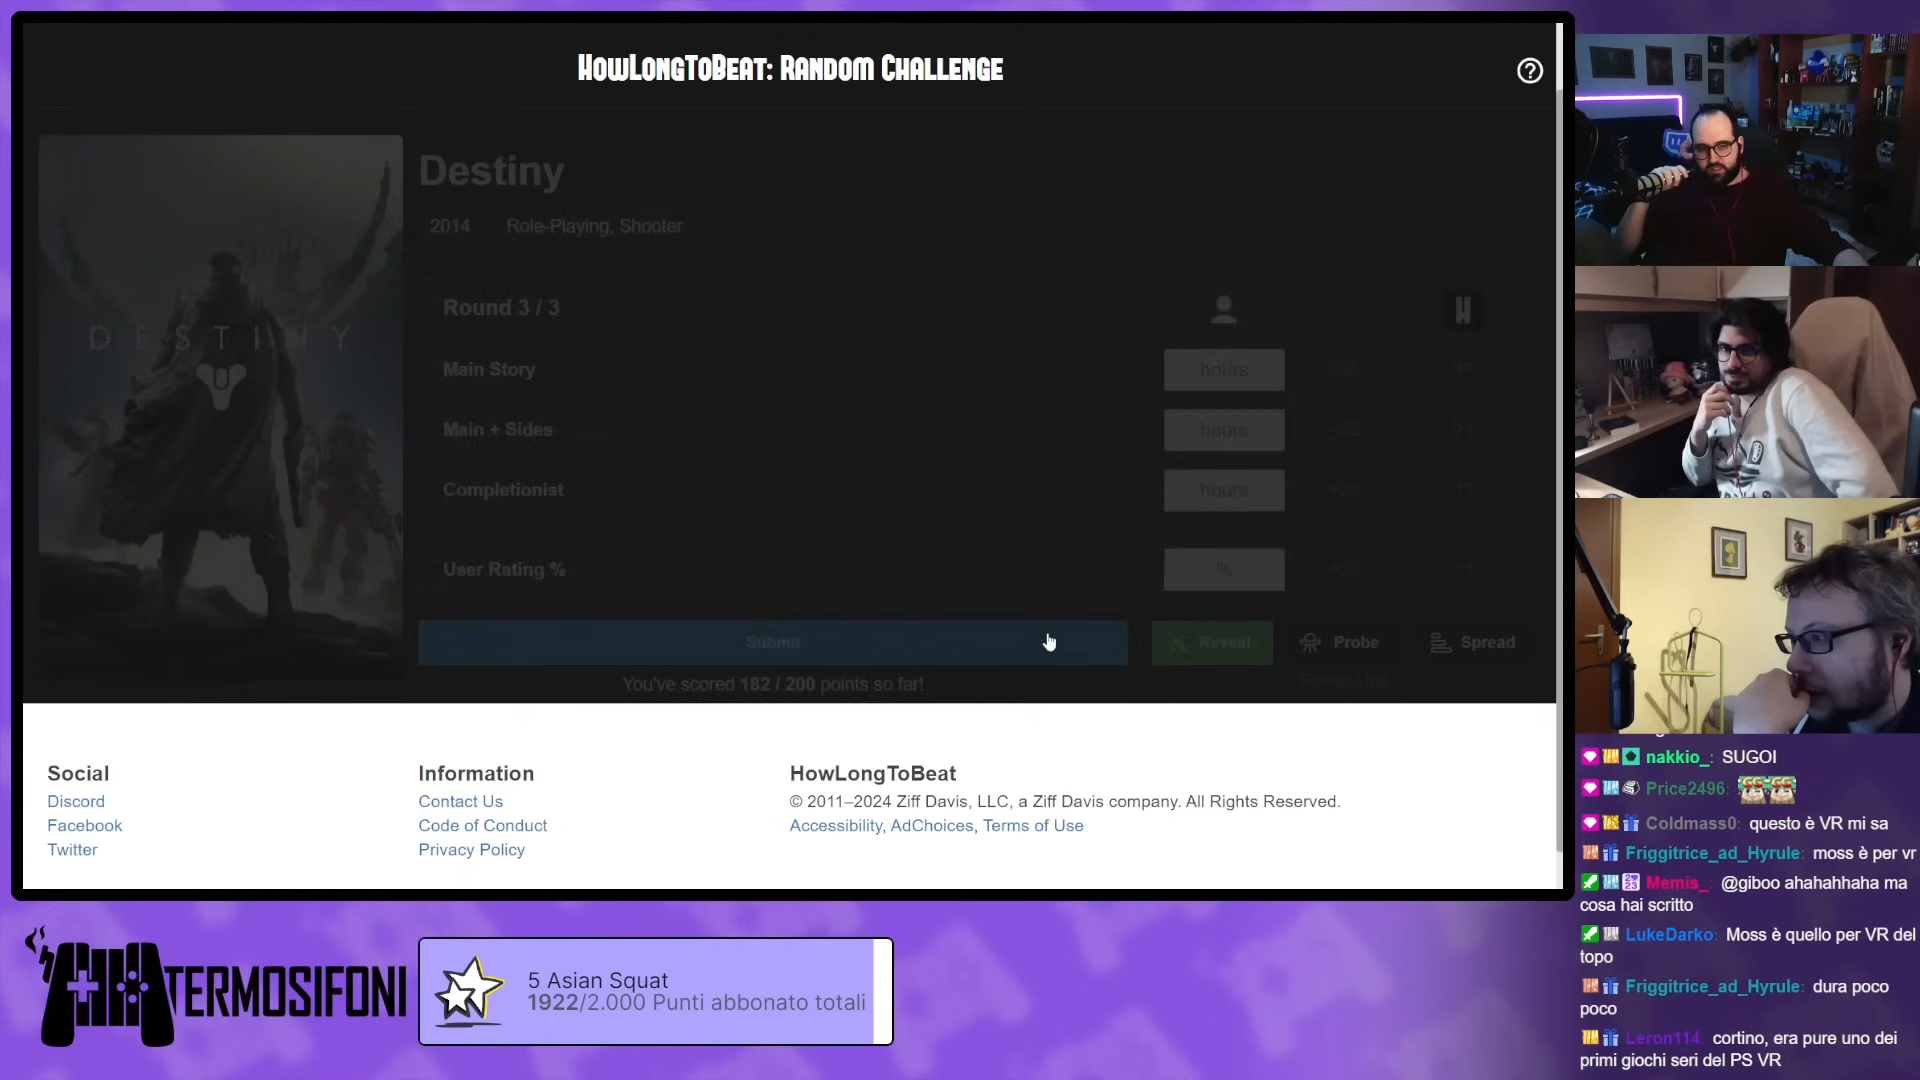 HowLongToBeat: Random Challenge
Destiny
2014 Role-Playing, Shooter
DESTINY
Round 3 / 3
Main Story hours
Main + Sides hours
Completionist hours
User Rating % %
Submit Reveal Probe Spread
You've scored 182 / 200 points so far!
Social
Discord
Facebook
Twitter
Information
Contact Us
Code of Conduct
Privacy Policy
HowLongToBeat
© 2011–2024 Ziff Davis, LLC, a Ziff Davis company. All Rights Reserved.
Accessibility, AdChoices, Terms of Use
TERMOSIFONI
5 Asian Squat
1922/2.000 Punti abbonato totali
nakkio_: SUGOI
Price2496:
Coldmass0: questo è VR mi sa
Friggitrice_ad_Hyrule: moss è per vr
Memis_: @giboo ahahahhaha ma
cosa hai scritto
LukeDarko: Moss è quello per VR del
topo
Friggitrice_ad_Hyrule: dura poco
poco
Leron114 cortino, era pure uno dei
primi giochi seri del PS VR